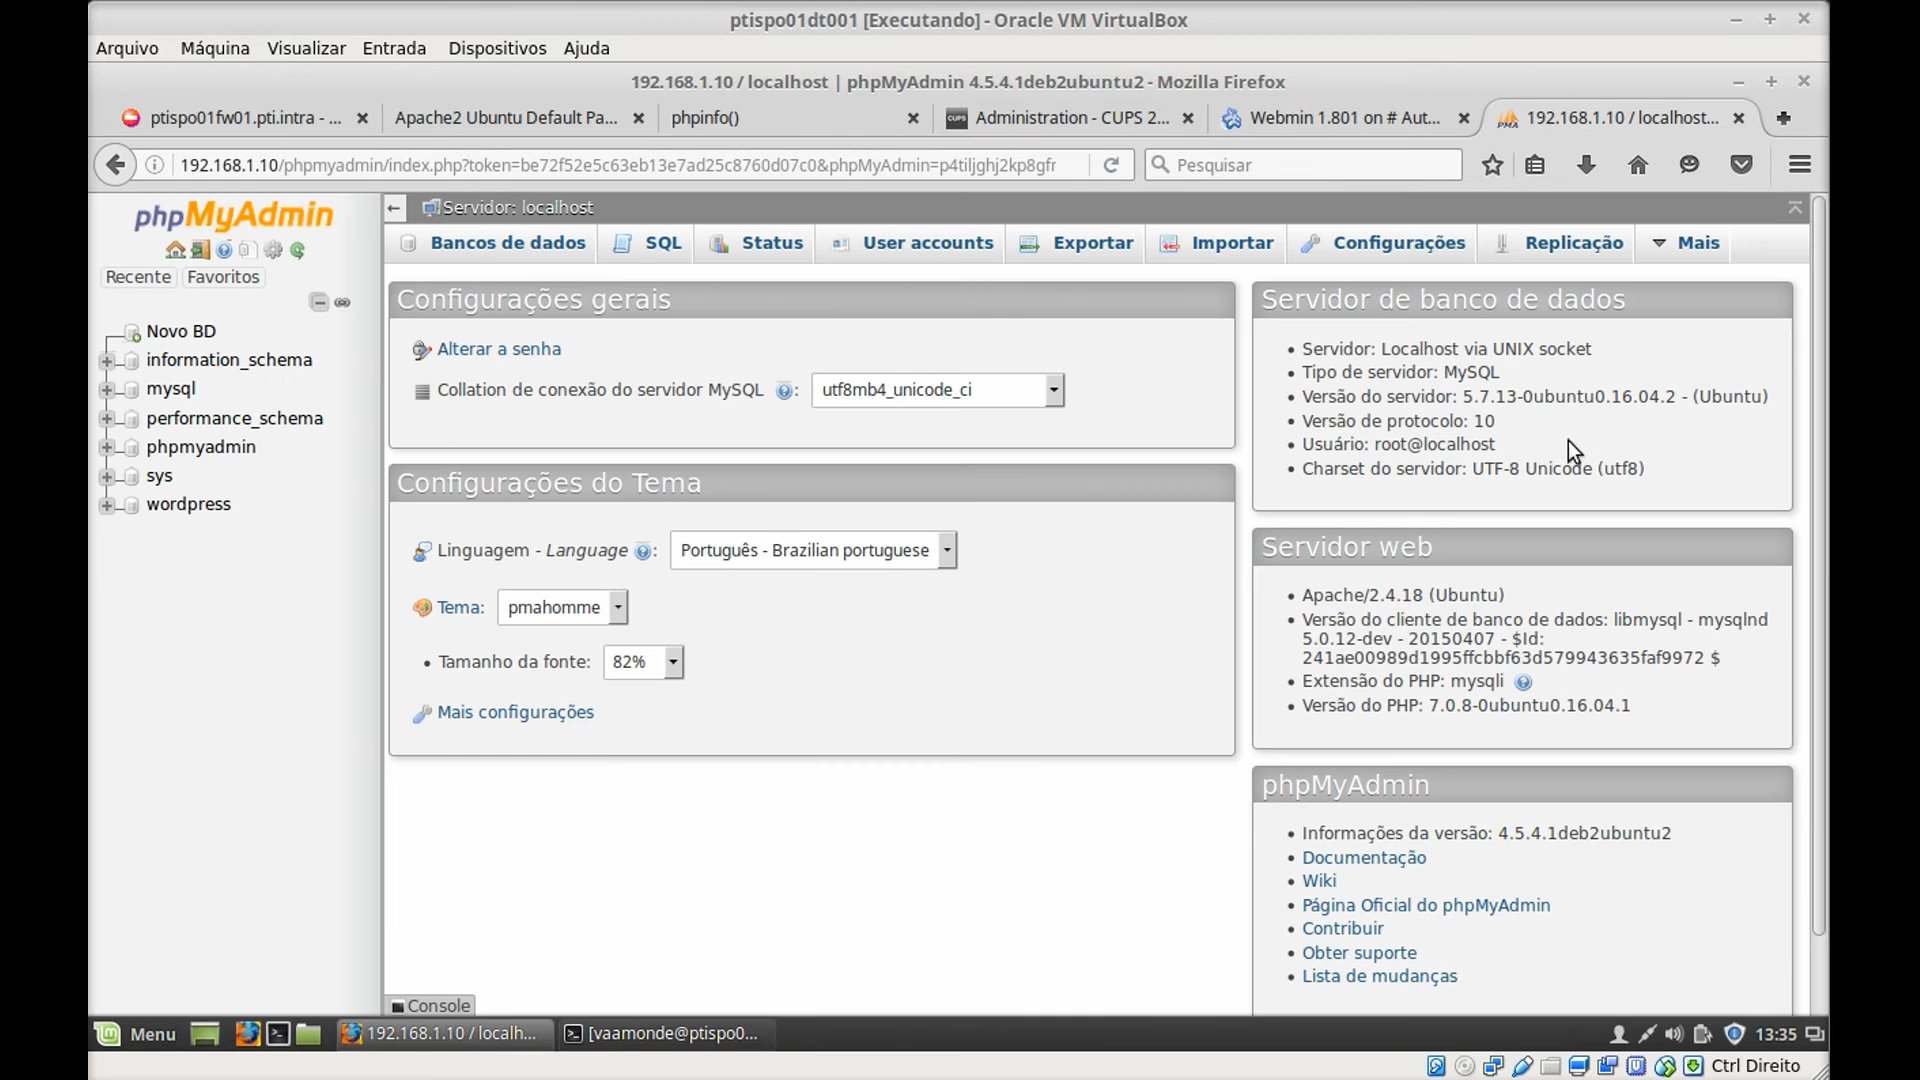 ptispo01dt001 [Executando] - Oracle VM VirtualBox
Arquivo Máquina Visualizar Entrada Dispositivos Ajuda
192.168.1.10 / localhost | phpMyAdmin 4.5.4.1deb2ubuntu2 - Mozilla Firefox
ptispo01fw01.pti.intra - ...
Apache2 Ubuntu Default Pa...
phpinfo()
CUPS
Administration - CUPS 2....
Webmin 1.801 on # Aut...
PMA
192.168.1.10 / localhost...
192.168.1.10/phpmyadmin/index.php?token=be72f52e5c63eb13e7ad25c8760d07c0&phpMyAdmin=p4tiljghj2kp8gfr
Pesquisar
phpMyAdmin
Recente Favoritos
Novo BD
information_schema
mysql
performance_schema
phpmyadmin
sys
wordpress
Servidor: localhost
Bancos de dados SQL Status User accounts Exportar Importar Configurações Replicação Mais
Configurações gerais
Alterar a senha
Collation de conexão do servidor MySQL : utf8mb4_unicode_ci
Configurações do Tema
Linguagem - Language : Português - Brazilian portuguese
Tema: pmahomme
• Tamanho da fonte: 82%
Mais configurações
Servidor de banco de dados
• Servidor: Localhost via UNIX socket
• Tipo de servidor: MySQL
• Versão do servidor: 5.7.13-0ubuntu0.16.04.2 - (Ubuntu)
• Versão de protocolo: 10
• Usuário: root@localhost
• Charset do servidor: UTF-8 Unicode (utf8)
Servidor web
• Apache/2.4.18 (Ubuntu)
• Versão do cliente de banco de dados: libmysql - mysqlnd
5.0.12-dev - 20150407 - $Id:
241ae00989d1995ffcbbf63d579943635faf9972 $
• Extensão do PHP: mysqli
• Versão do PHP: 7.0.8-0ubuntu0.16.04.1
phpMyAdmin
• Informações da versão: 4.5.4.1deb2ubuntu2
• Documentação
• Wiki
• Página Oficial do phpMyAdmin
• Contribuir
• Obter suporte
• Lista de mudanças
Console
Menu
192.168.1.10 / localh...
[vaamonde@ptispo0...
13:35
Ctrl Direito